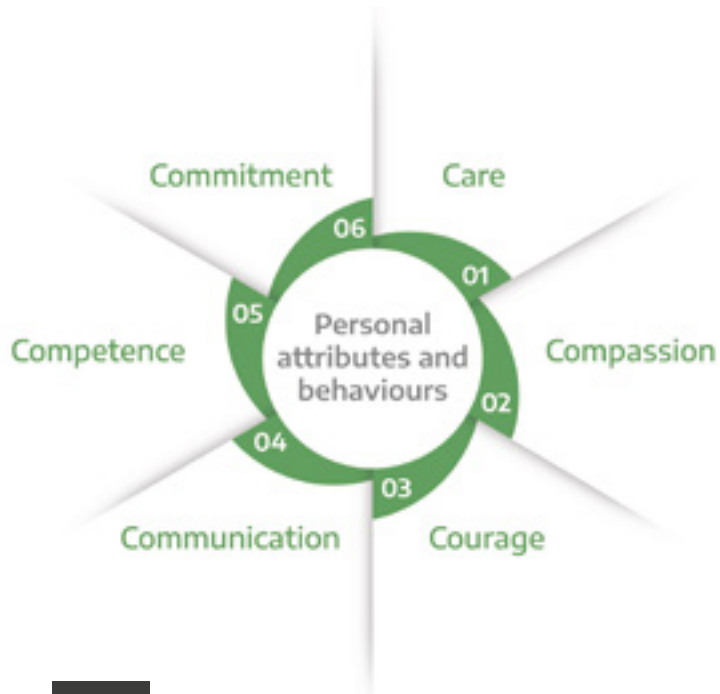 Commitment
Care
06
01
05
Personal
attributes and
behaviours
Competence
Compassion
02
04
03
Communication
Courage